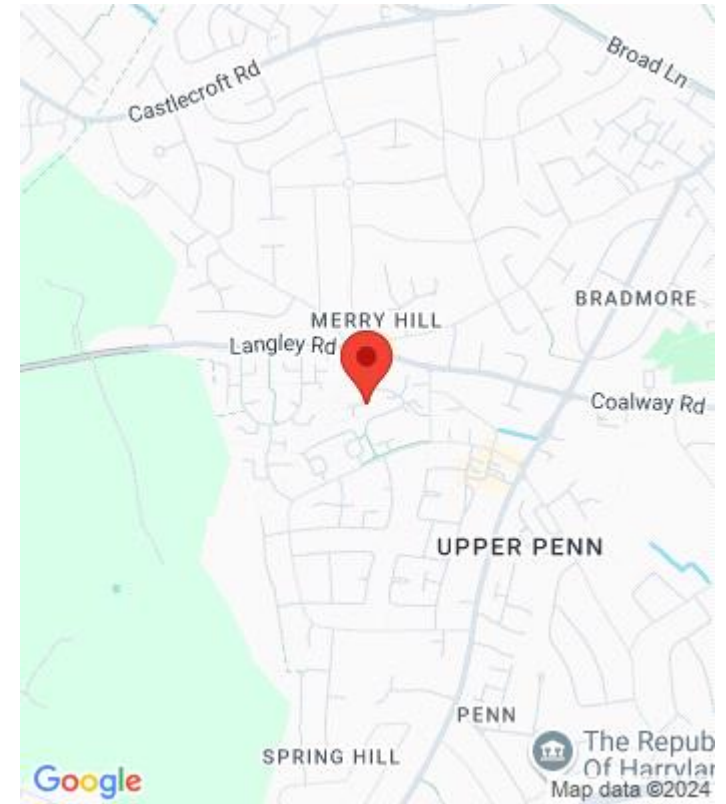 Broad Ln
Castlecroft Rd
BRADMORE
MERRY HILL
Langley Rd
Coalway Rd
UPPER PENN
PENN
The Repub
Of Harrylan
SPRING HILL
Google
Map data ©2024